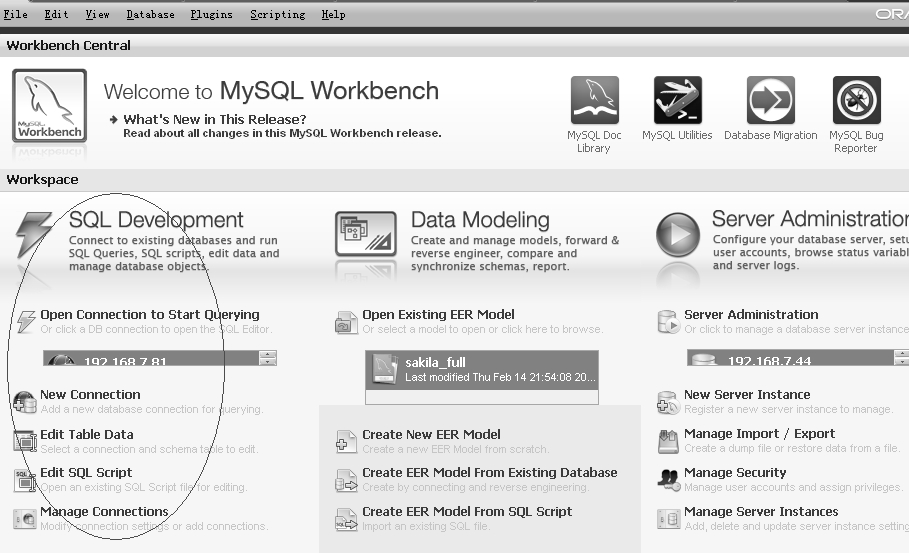 File Edit View Database Plugins Scripting Help
Workbench Central
MySQL
Workbench
Welcome to MySQL Workbench
What's New in This Release?
Read about all changes in this MySQL Workbench release.
MySQL Doc
Library
MySQL Utilities
Database Migration
MySQL Bug
Reporter
Workspace
SQL Development
Connect to existing databases and run
SQL Queries, SQL scripts, edit data and
manage database objects.
Open Connection to Start Querying
Or click a DB connection to open the SQL Editor.
192.168.7.81
New Connection
Add a new database connection for querying.
Edit Table Data
Select a connection and schema table to edit.
Edit SQL Script
Open an existing SQL Script file for editing.
Manage Connections
Modify connection settings or add connections.
Data Modeling
Create and manage models, forward &
reverse engineer, compare and
synchronize schemas, report.
Open Existing EER Model
Or select a model to open or click here to browse.
sakila_full
Last modified Thu Feb 14 21:54:08 20...
Create New EER Model
Create a new EER Model from scratch.
Create EER Model From Existing Database
Create by connecting and reverse engineering.
Create EER Model From SQL Script
Import an existing SQL file.
Server Administration
Configure your database server, setu
user accounts, browse status variabl
and server logs.
Server Administration
Or click to manage a database server instance
192.168.7.44
New Server Instance
Register a new server instance to manage.
Manage Import / Export
Create a dump file or restore data from a file.
Manage Security
Manage user accounts and assign privileges.
Manage Server Instances
Add, delete and update server instance setting